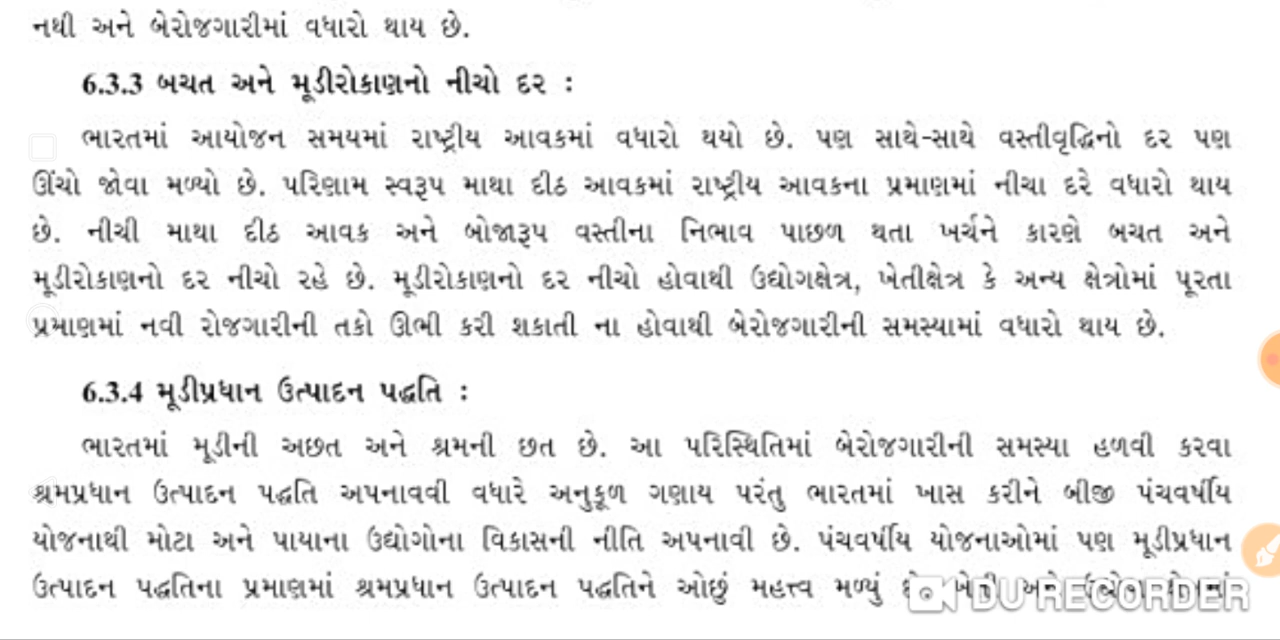 નથી અને બેરોજગારીમાં વધારો થાય છે.
6.3.3 બચત અને મૂડીરોકાણનો નીચો દર :
ભારતમાં આયોજન સમયમાં રાષ્ટ્રીય આવકમાં વધારો થયો છે. પણ સાથે-સાથે વસ્તીવૃદ્ધિનો દર પણ
ઊંચો જોવા મળ્યો છે. પરિણામ સ્વરૂપ માથા દીઠ આવકમાં રાષ્ટ્રીય આવકના પ્રમાણમાં નીચા દરે વધારો થાય
છે. નીચી માથા દીઠ આવક અને બોજારૂપ વસ્તીના નિભાવ પાછળ થતા ખર્ચને કારણે બચત અને
મૂડીરોકાણનો દર નીચો રહે છે. મૂડીરોકાણનો દર નીચો હોવાથી ઉદ્યોગક્ષેત્ર, ખેતીક્ષેત્ર કે અન્ય ક્ષેત્રોમાં પૂરતા
પ્રમાણમાં નવી રોજગારીની તકો ઊભી કરી શકાતી ના હોવાથી બેરોજગારીની સમસ્યામાં વધારો થાય છે.
6.3.4 મૂડીપ્રધાન ઉત્પાદન પદ્ધતિ :
ભારતમાં મૂડીની અછત અને શ્રમની છત છે. આ પરિસ્થિતિમાં બેરોજગારીની સમસ્યા હળવી કરવા
શ્રમપ્રધાન ઉત્પાદન પદ્ધતિ અપનાવવી વધારે અનુકૂળ ગણાય પરંતુ ભારતમાં ખાસ કરીને બીજી પંચવર્ષીય
યોજનાથી મોટા અને પાયાના ઉદ્યોગોના વિકાસની નીતિ અપનાવી છે. પંચવર્ષીય યોજનાઓમાં પણ મૂડીપ્રધાન
ઉત્પાદન પદ્ધતિના પ્રમાણમાં શ્રમપ્રધાન ઉત્પાદન પદ્ધતિને ઓછું મહત્ત્વ મળ્યું
DU RECORDER